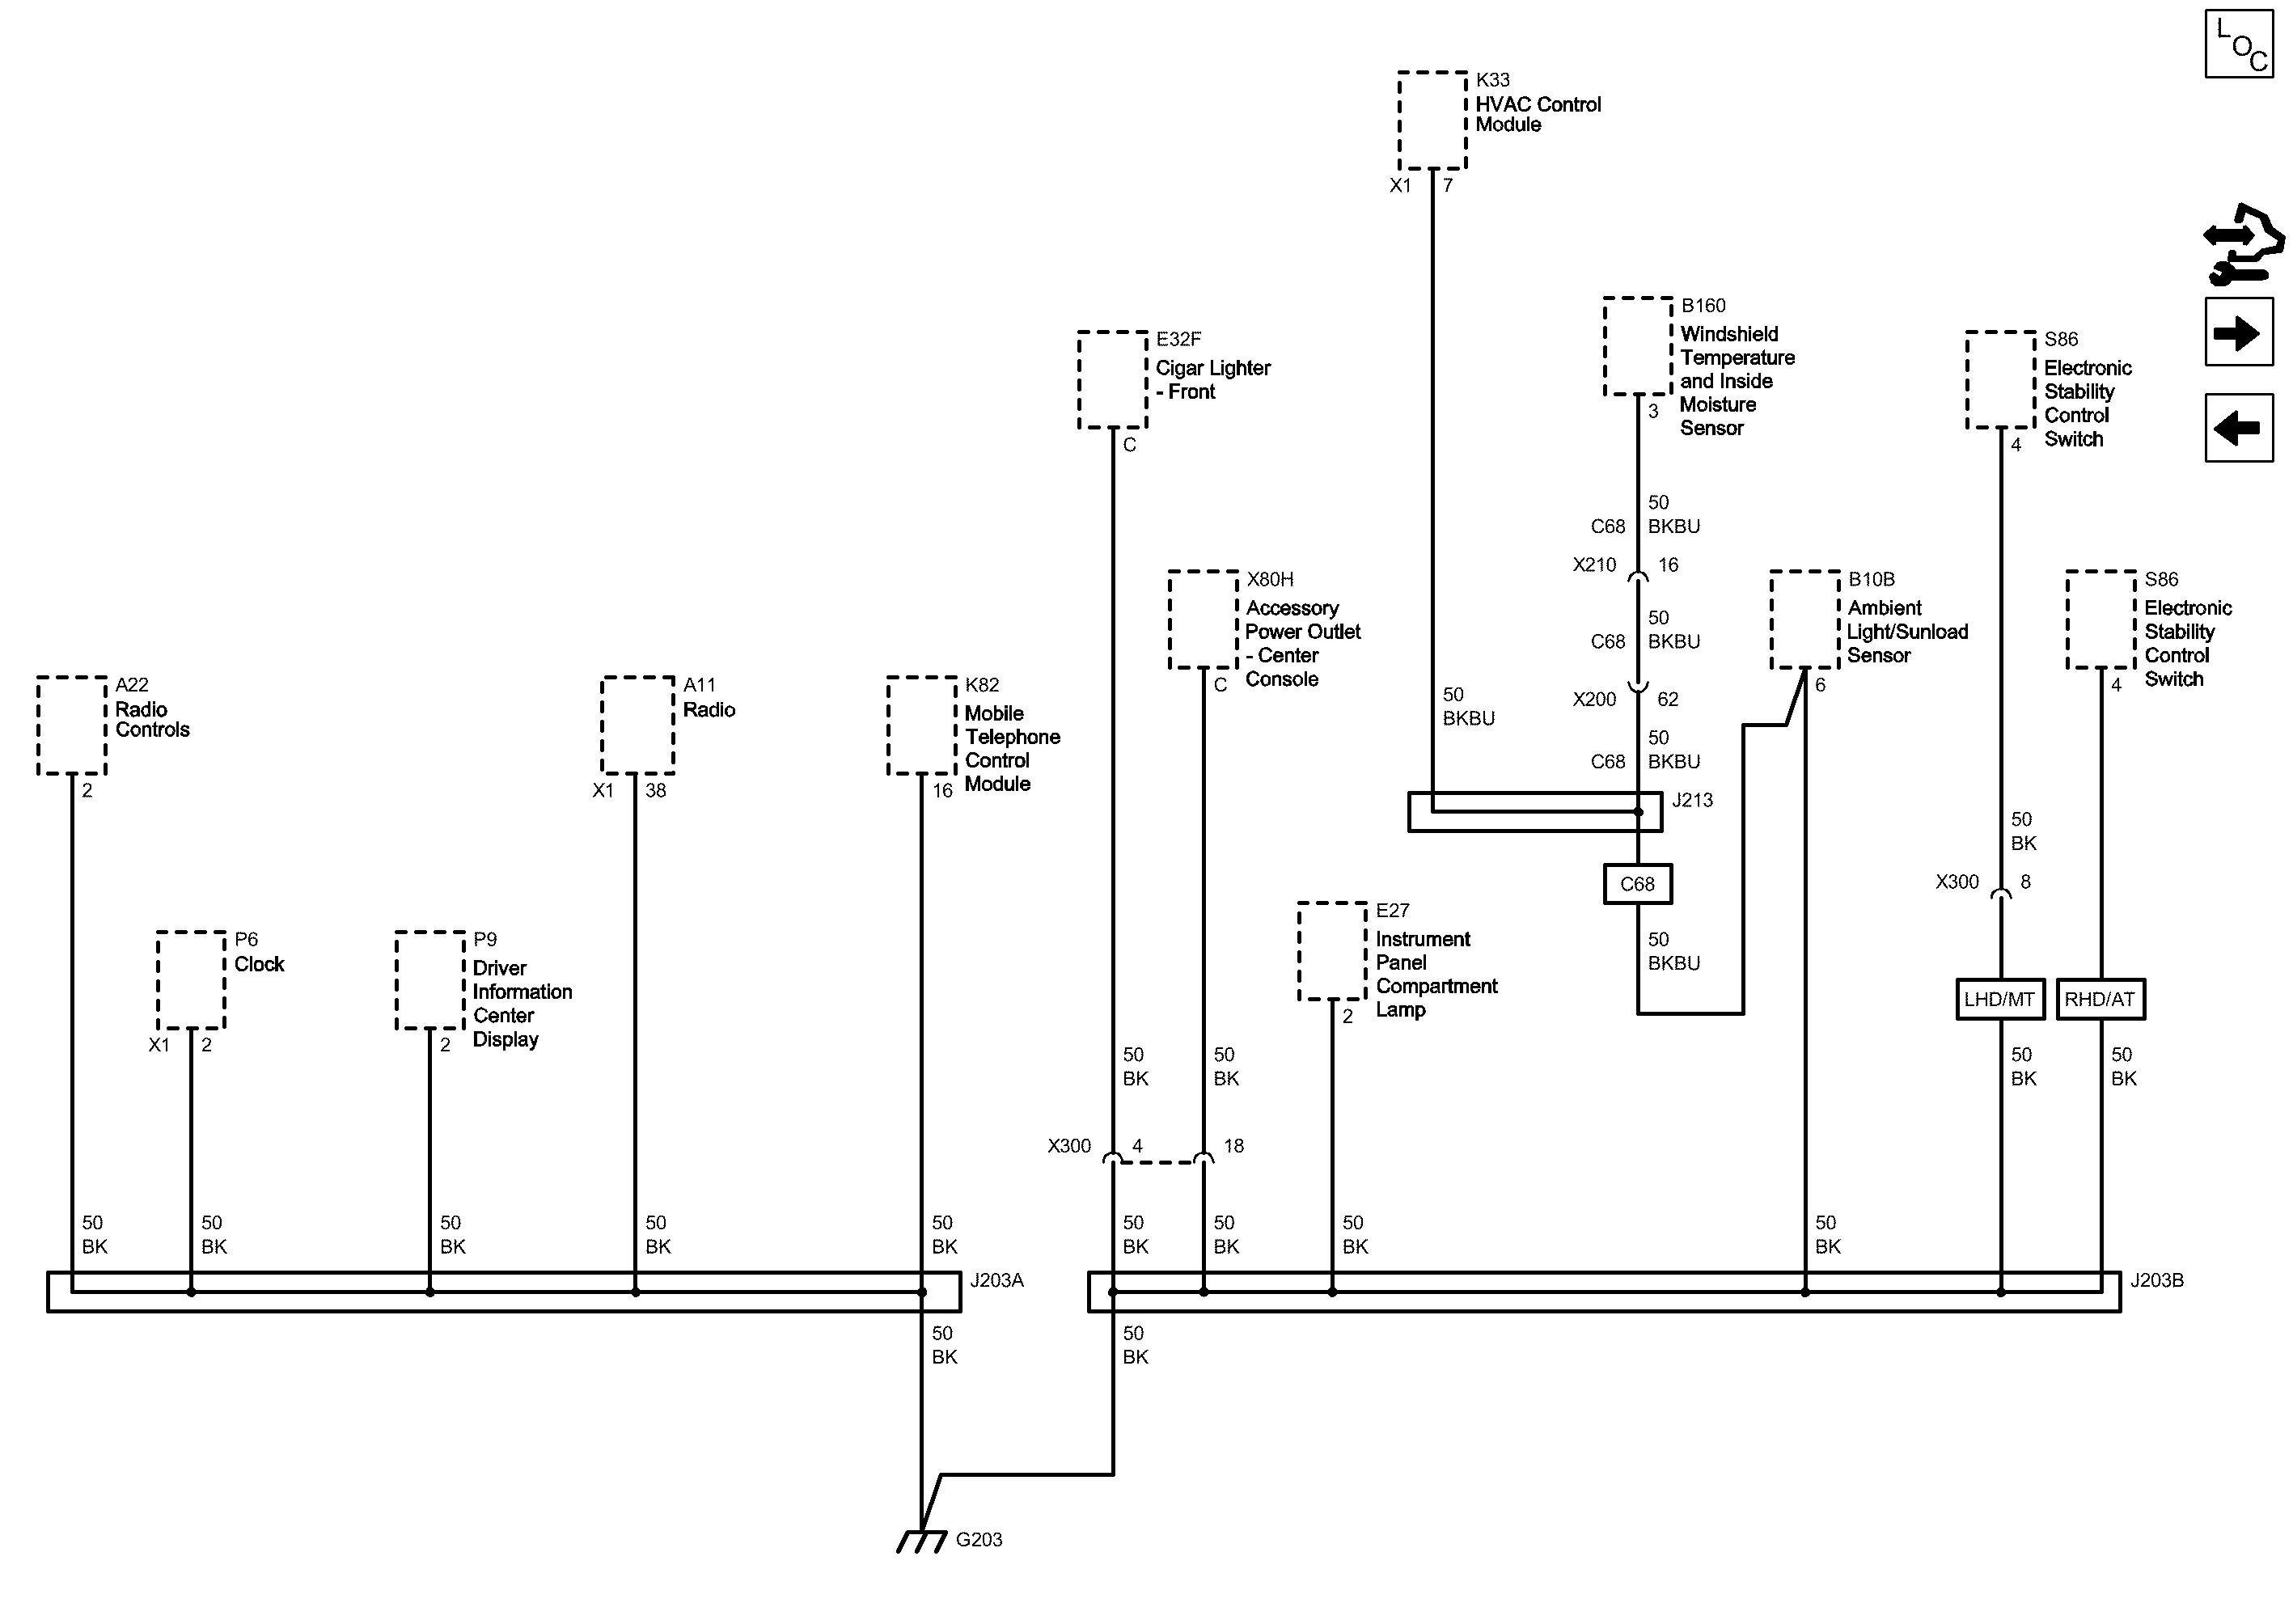 L
O
C
K33
HVAC Control
Module
X1 7
B160
Windshield
Temperature
and Inside
Moisture
Sensor
3
E32F
Cigar Lighter
- Front
C
S86
Electronic
Stability
Control
Switch
4
50
C68 BKBU
X210 16
50
C68 BKBU
X200 62
50
C68 BKBU
50
BKBU
X80H
Accessory
Power Outlet
- Center
Console
C
B10B
Ambient
Light/Sunload
Sensor
6
S86
Electronic
Stability
Control
Switch
4
A22
Radio
Controls
2
A11
Radio
X1 38
K82
Mobile
Telephone
Control
Module
16
J213
C68
50
BKBU
50
BK
X300 8
LHD/MT
RHD/AT
50
BK
50
BK
P6
Clock
X1 2
P9
Driver
Information
Center
Display
2
E27
Instrument
Panel
Compartment
Lamp
2
50
BK
50
BK
X300 4 18
50
BK
50
BK
50
BK
50
BK
50
BK
50
BK
50
BK
50
BK
50
BK
J203A
J203B
50
BK
50
BK
G203